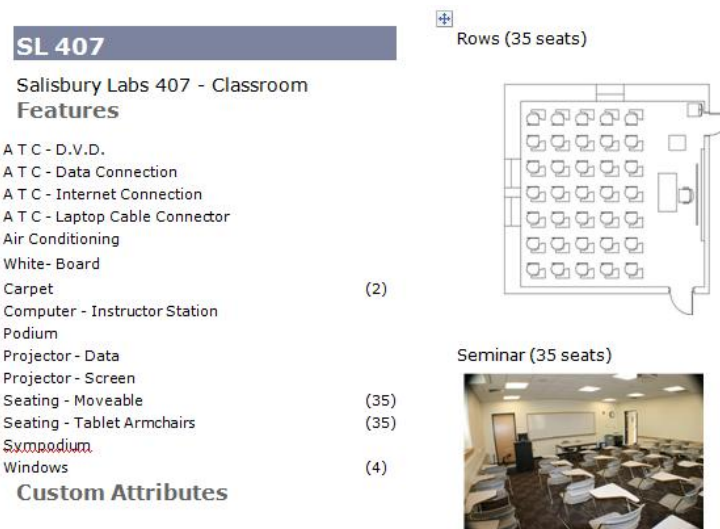 SL 407
Salisbury Labs 407 - Classroom
Features
A T C - D.V.D.
A T C - Data Connection
A T C - Internet Connection
A T C - Laptop Cable Connector
Air Conditioning
White- Board
Carpet (2)
Computer - Instructor Station
Podium
Projector - Data
Projector - Screen
Seating - Moveable (35)
Seating - Tablet Armchairs (35)
Sympodium
Windows (4)
Custom Attributes
Rows (35 seats)
Seminar (35 seats)